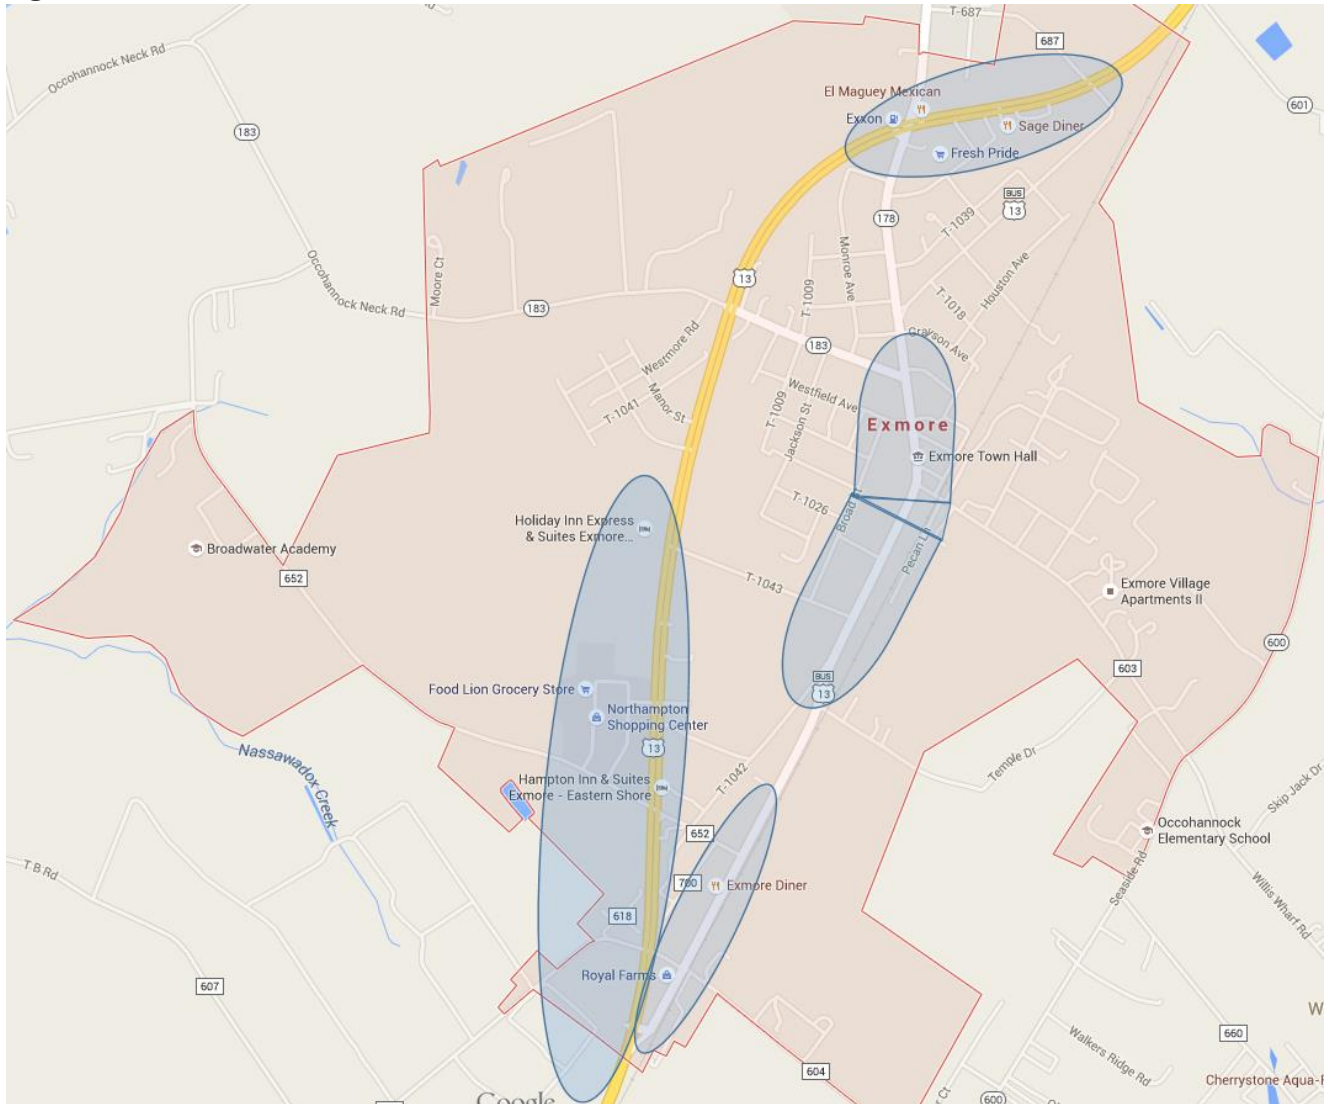 T-687
687
Occohannock Neck Rd
El Maguey Mexican
601
Exxon
Sage Diner
183
Fresh Pride
BUS
13
178
T-1039
Monroe Ave
Occohannock Neck Rd
Moore Ct
Houston Ave
13
T-1009
T-1018
183
Grayson Ave
183
Westmore Rd
Westfield Ave
Manor St
T-1009
T-1041
Jackson St
Exmore
Exmore Town Hall
T-1026
Broad St
Holiday Inn Express
& Suites Exmore...
Pecan Ln
Broadwater Academy
652
T-1043
Exmore Village
Apartments II
600
603
BUS
13
Food Lion Grocery Store
Northampton
Shopping Center
13
Nassawadox Creek
Temple Dr
T-1042
Hampton Inn & Suites
Exmore - Eastern Shore
Skip Jack Dr
652
Occohannock
Elementary School
T B Rd
700
Exmore Diner
Seaside Rd
Willis Wharf Rd
618
Royal Farms
607
W
660
Walkers Ridge Rd
604
Cherrystone Aqua-F
Google
Ct
600